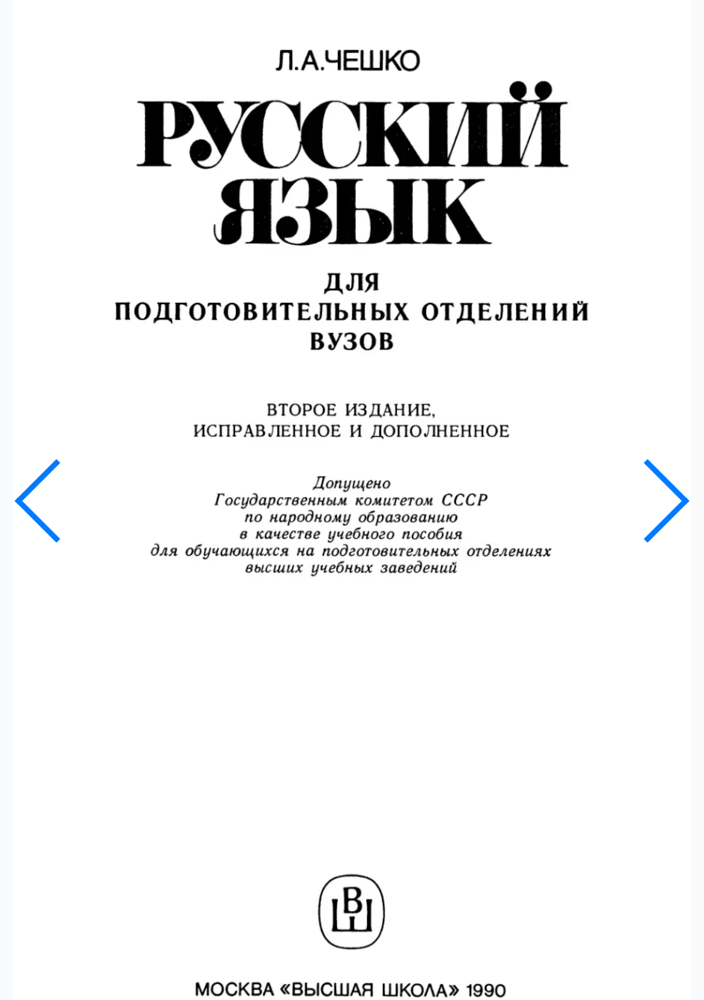 Л.А.ЧЕШКО
РУССКИЙ
ЯЗЫК
ДЛЯ
ПОДГОТОВИТЕЛЬНЫХ ОТДЕЛЕНИЙ
ВУЗОВ
ВТОРОЕ ИЗДАНИЕ,
ИСПРАВЛЕННОЕ И ДОПОЛНЕННОЕ
Допущено
Государственным комитетом СССР
по народному образованию
в качестве учебного пособия
для обучающихся на подготовительных отделениях
высших учебных заведений
ВШ
МОСКВА «ВЫСШАЯ ШКОЛА» 1990